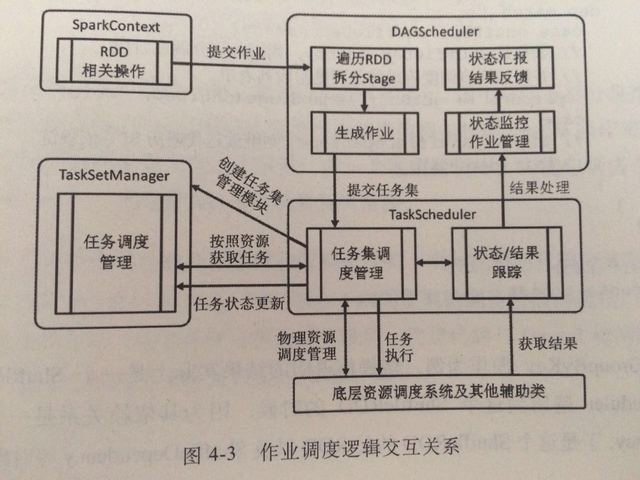 SparkContext
RDD
相关操作
提交作业
DAGScheduler
遍历RDD
拆分Stage
状态汇报
结果反馈
生成作业
状态监控
作业管理
创建任务集
管理模块
提交任务集
结果处理
TaskSetManager
任务调度
管理
按照资源
获取任务
任务状态更新
TaskScheduler
任务集调
度管理
状态/结果
跟踪
物理资源
调度管理
任务
执行
获取结果
底层资源调度系统及其他辅助类
图 4-3 作业调度逻辑交互关系